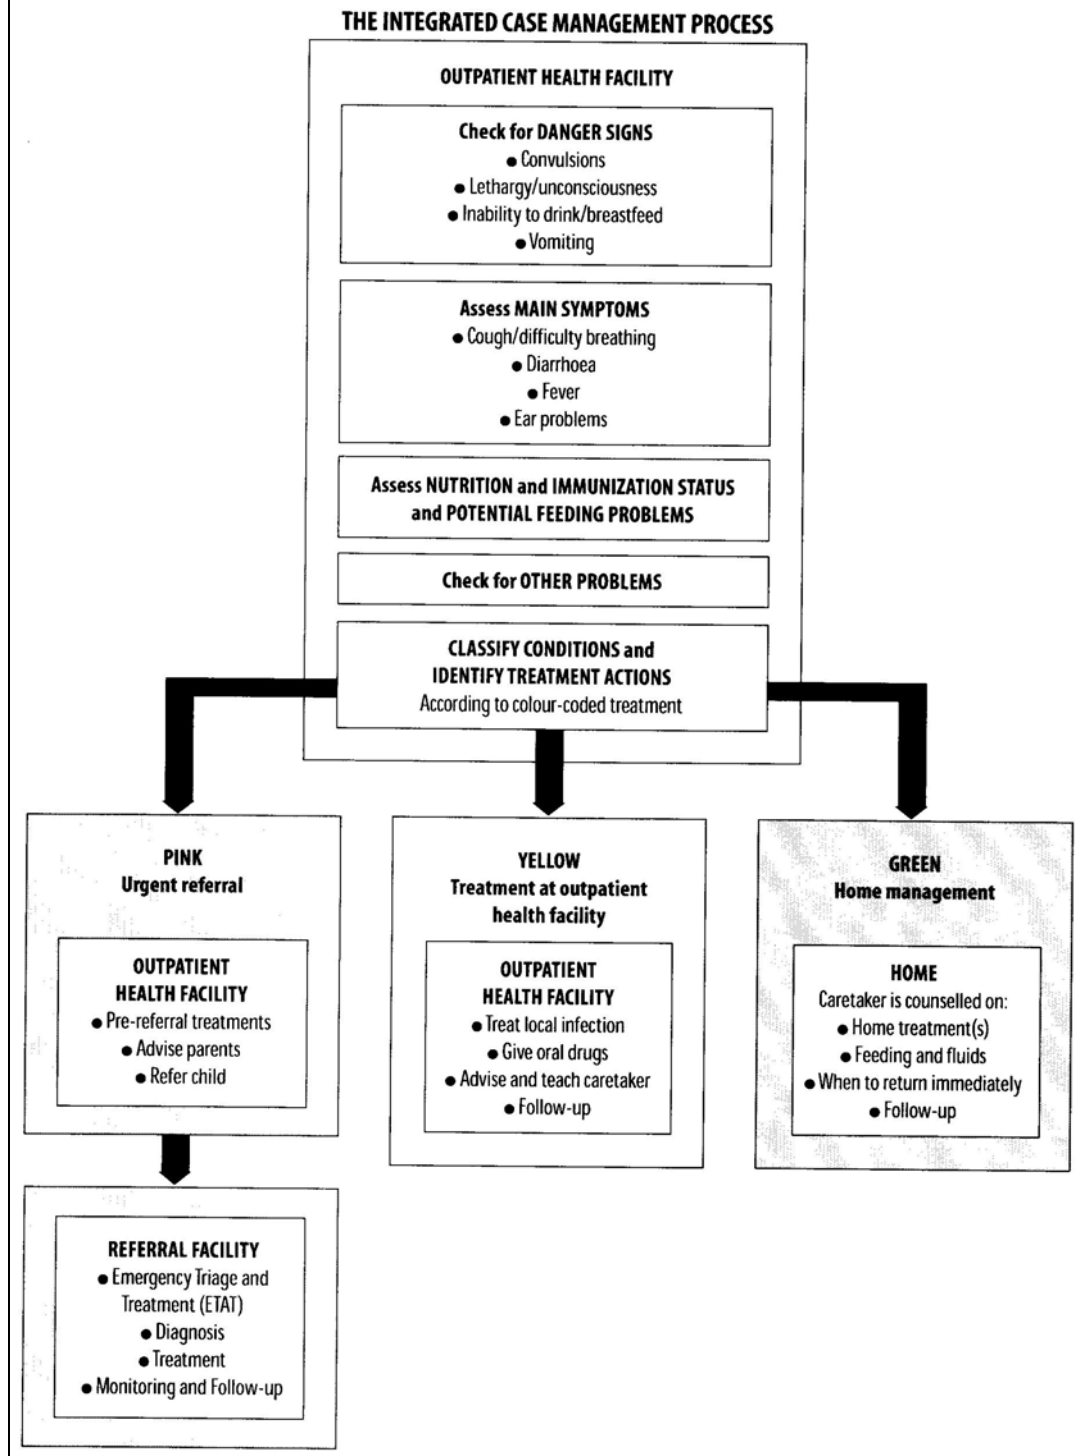 THE INTEGRATED CASE MANAGEMENT PROCESS
OUTPATIENT HEALTH FACILITY
Check for DANGER SIGNS
● Convulsions
● Lethargy/unconsciousness
● Inability to drink/breastfeed
● Vomiting
Assess MAIN SYMPTOMS
● Cough/difficulty breathing
● Diarrhoea
● Fever
● Ear problems
Assess NUTRITION and IMMUNIZATION STATUS
and POTENTIAL FEEDING PROBLEMS
Check for OTHER PROBLEMS
CLASSIFY CONDITIONS and
IDENTIFY TREATMENT ACTIONS
According to colour-coded treatment
PINK
Urgent referral
OUTPATIENT
HEALTH FACILITY
● Pre-referral treatments
● Advise parents
● Refer child
YELLOW
Treatment at outpatient
health facility
OUTPATIENT
HEALTH FACILITY
● Treat local infection
● Give oral drugs
● Advise and teach caretaker
● Follow-up
GREEN
Home management
HOME
Caretaker is counselled on:
● Home treatment(s)
● Feeding and fluids
● When to return immediately
● Follow-up
REFERRAL FACILITY
● Emergency Triage and
Treatment (ETAT)
● Diagnosis
● Treatment
● Monitoring and Follow-up